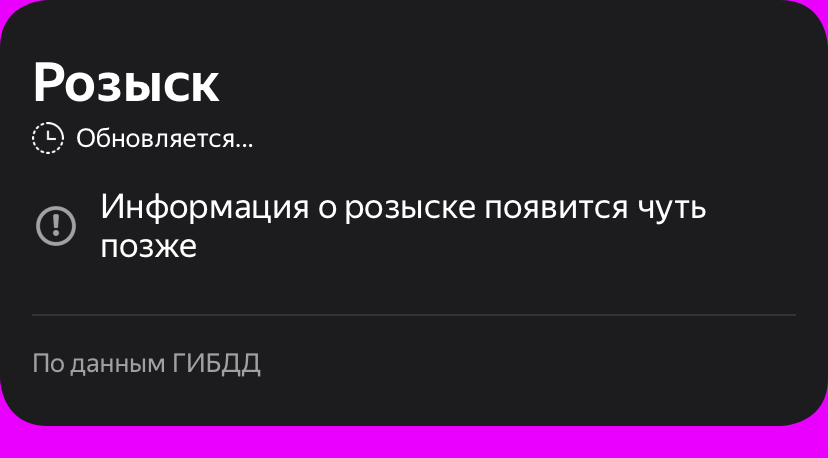 Розыск
Обновляется...
Информация о розыске появится чуть
позже
По данным ГИБДД